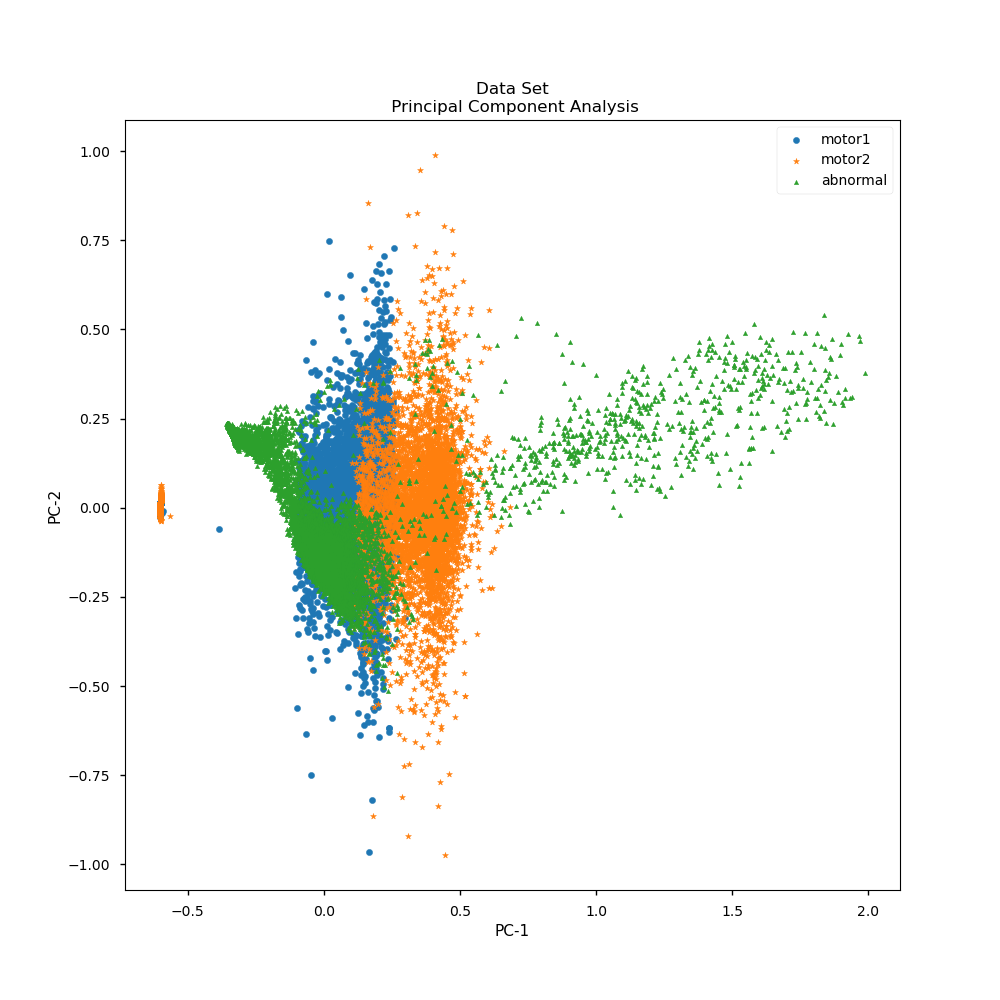 Data Set
Principal Component Analysis
motor1
motor2
abnormal
1.00
0.75
0.50
0.25
0.00
−0.25
−0.50
−0.75
−1.00
PC-2
−0.5
0.0
0.5
1.0
1.5
2.0
PC-1